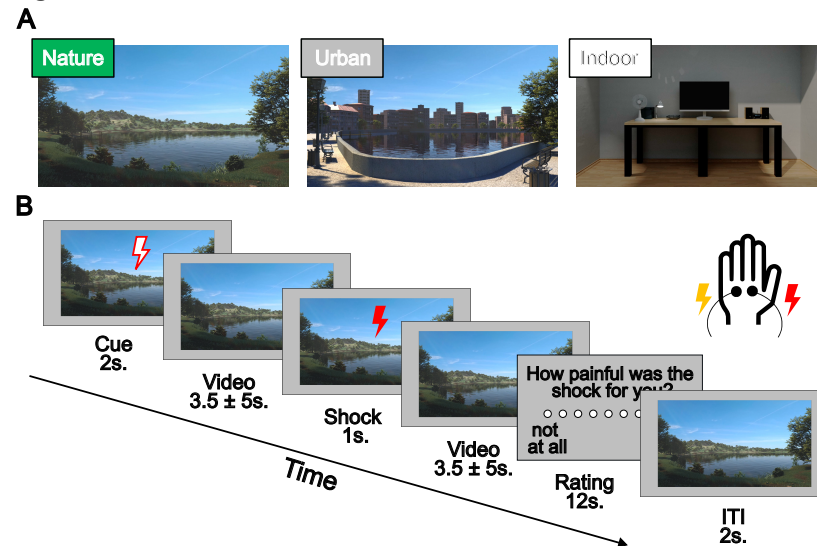 A
Nature
Urban
Indoor
B
Cue
2s.
Video
3.5 ± 5s.
Shock
1s.
Video
3.5 ± 5s.
How painful was the
shock for you?
not
at all
Rating
12s.
ITI
2s.
Time